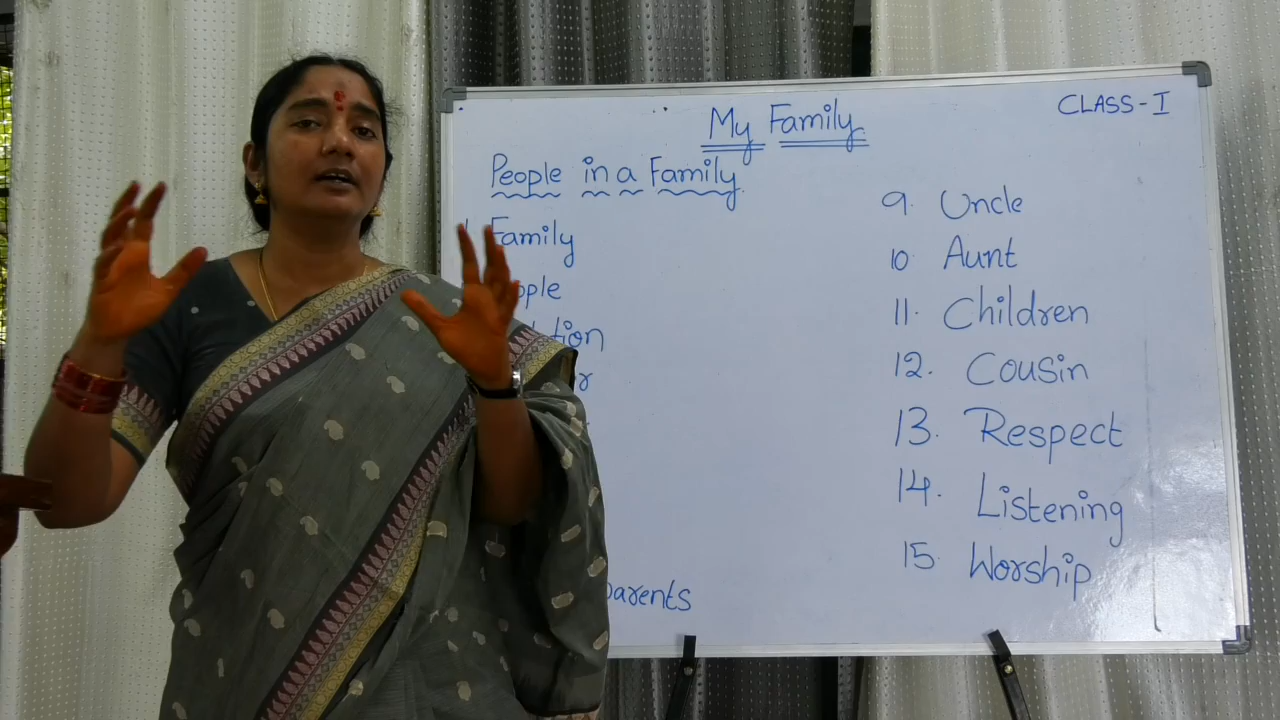 My Family
CLASS-I
People in a Family
Family
9. Uncle
10 Aunt
11. Children
12. Cousin
13. Respect
14. Listening
15. Worship